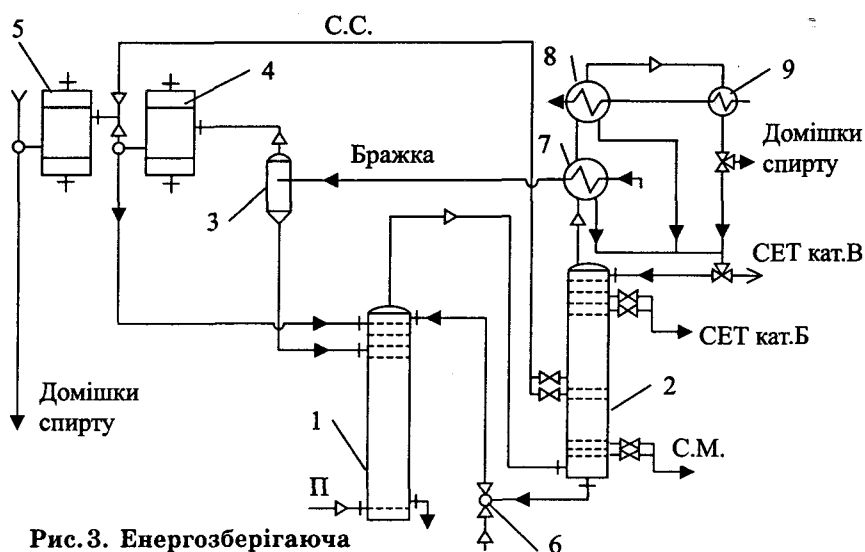 5
С.С.
8
9
4
Домішки
спирту
7
Бражка
3
СЕТ кат.В
СЕТ кат.Б
2
Домішки
спирту
1
С.М.
П
6
Рис.3. Енергозберігаюча